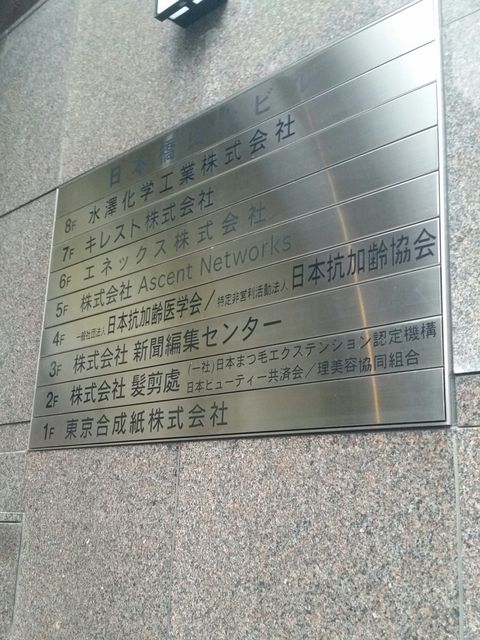 日本橋 ビル
8F 水澤化学工業株式会社
7F キレスト株式会社
6F エネックス株式会社
5F 株式会社 Ascent Networks
4F 一般社団法人 日本抗加齢医学会／特定非営利活動法人 日本抗加齢協会
3F 株式会社 新聞編集センター
2F 株式会社 髪剪處 (一社)日本まつ毛エクステンション認定機構
日本ビューティー共済会／理美容協同組合
1F 東京合成紙株式会社